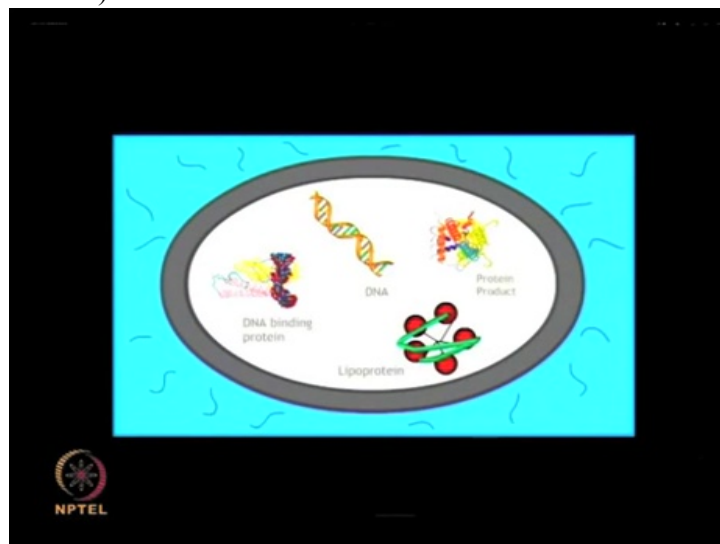 DNA
Protein
Product
DNA binding
protein
Lipoprotein
NPTEL